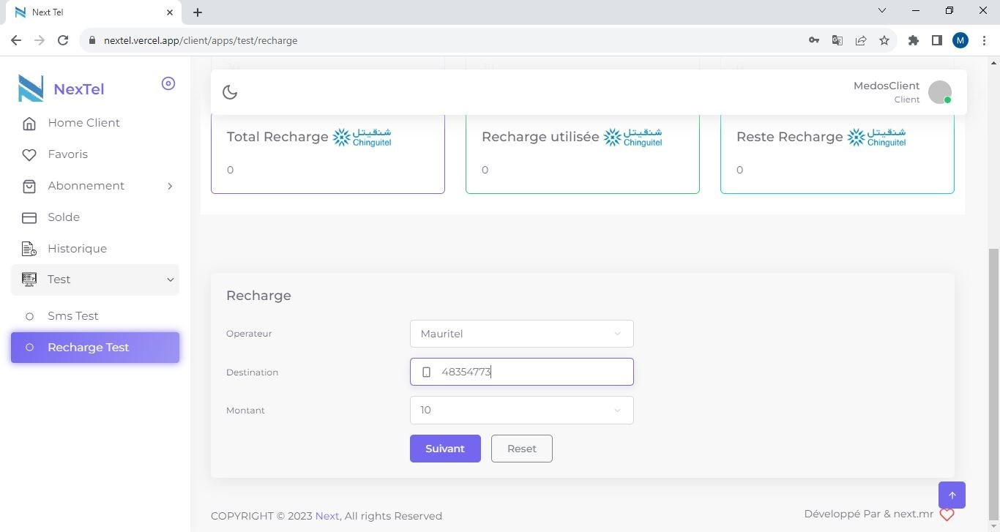 Next Tel
nextel.vercel.app/client/apps/test/recharge
M
NexTel
MedosClient
Client
Home Client
Favoris
Abonnement
Solde
Historique
Test
Sms Test
Recharge Test
Total Recharge شنقيتل Chinguitel
0
Recharge utilisée شنقيتل Chinguitel
0
Reste Recharge شنقيتل Chinguitel
0
Recharge
Operateur Mauritel
Destination 48354773
Montant 10
Suivant Reset
COPYRIGHT © 2023 Next, All rights Reserved
Développé Par & next.mr